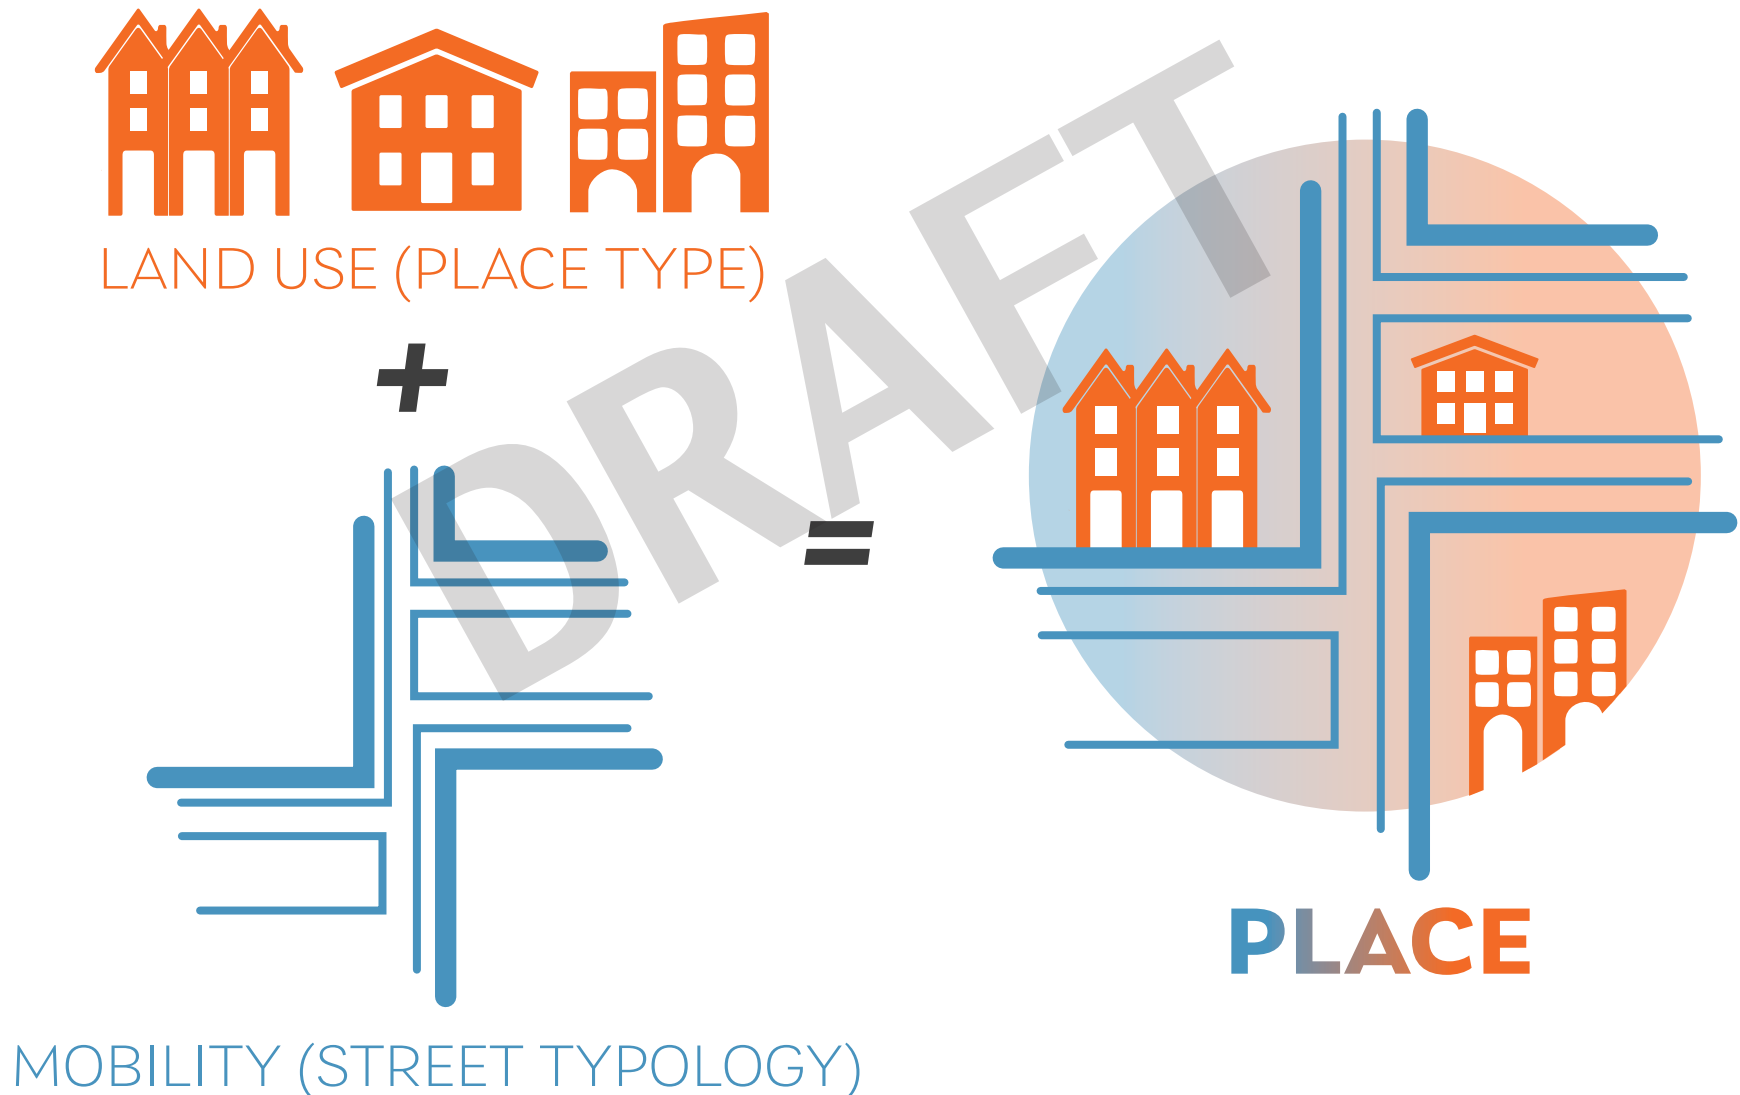 LAND USE (PLACE TYPE)
+
=
MOBILITY (STREET TYPOLOGY)
PLACE
DRAFT